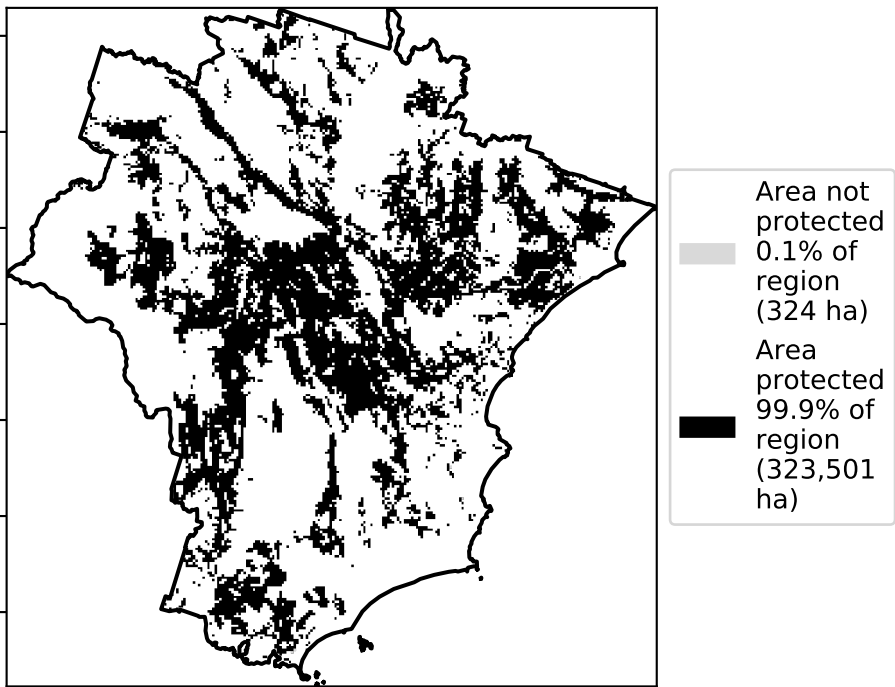 Area not
protected
0.1% of
region
(324 ha)
Area
protected
99.9% of
region
(323,501
ha)